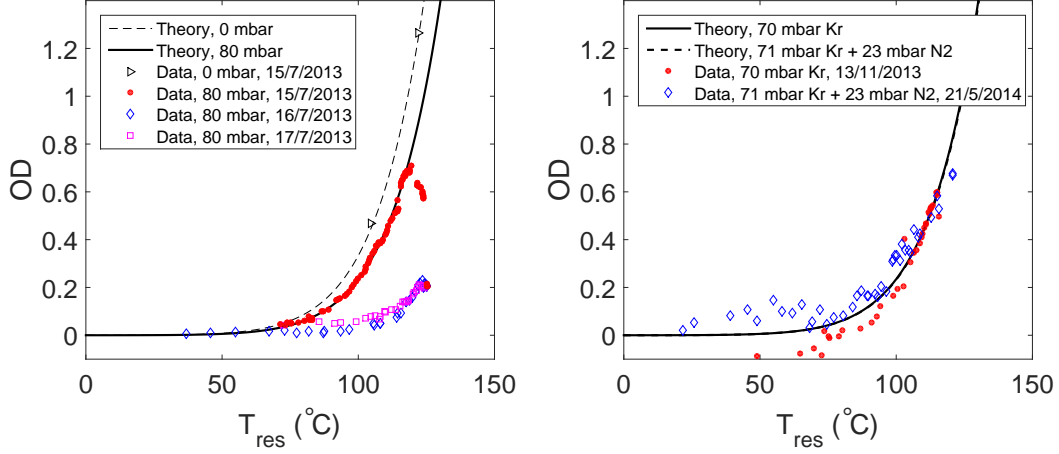 Theory, 0 mbar
Theory, 80 mbar
Data, 0 mbar, 15/7/2013
Data, 80 mbar, 15/7/2013
Data, 80 mbar, 16/7/2013
Data, 80 mbar, 17/7/2013
OD
1.2
1
0.8
0.6
0.4
0.2
0
0 50 100 150
T_res (°C)
Theory, 70 mbar Kr
Theory, 71 mbar Kr + 23 mbar N2
Data, 70 mbar Kr, 13/11/2013
Data, 71 mbar Kr + 23 mbar N2, 21/5/2014
OD
1.2
1
0.8
0.6
0.4
0.2
0
0 50 100 150
T_res (°C)